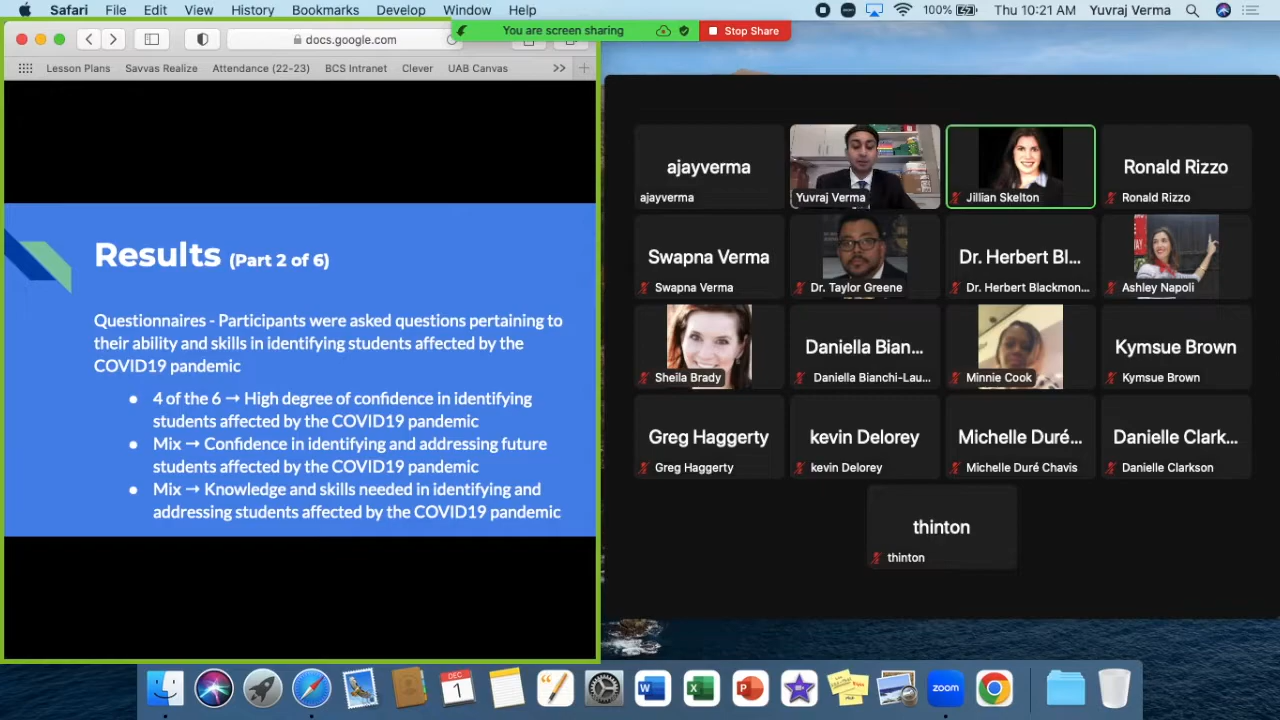 Safari File Edit View History Bookmarks Develop Window Help
100% Thu 10:21 AM Yuvraj Verma
You are screen sharing
Stop Share
docs.google.com
Lesson Plans Savvas Realize Attendance (22-23) BCS Intranet Clever UAB Canvas >>
Results (Part 2 of 6)
Questionnaires - Participants were asked questions pertaining to
their ability and skills in identifying students affected by the
COVID19 pandemic
● 4 of the 6 → High degree of confidence in identifying
students affected by the COVID19 pandemic
● Mix → Confidence in identifying and addressing future
students affected by the COVID19 pandemic
● Mix → Knowledge and skills needed in identifying and
addressing students affected by the COVID19 pandemic
ajayverma
ajayverma
Yuvraj Verma
Jillian Skelton
Ronald Rizzo
Ronald Rizzo
Swapna Verma
Swapna Verma
Dr. Taylor Greene
Dr. Herbert Bl...
Dr. Herbert Blackmon...
Ashley Napoli
Sheila Brady
Daniella Bian...
Daniella Bianchi-Lau...
Minnie Cook
Kymsue Brown
Kymsue Brown
Greg Haggerty
Greg Haggerty
kevin Delorey
kevin Delorey
Michelle Duré...
Michelle Duré Chavis
Danielle Clark...
Danielle Clarkson
thinton
thinton
DEC
1
W
X
P
zoom